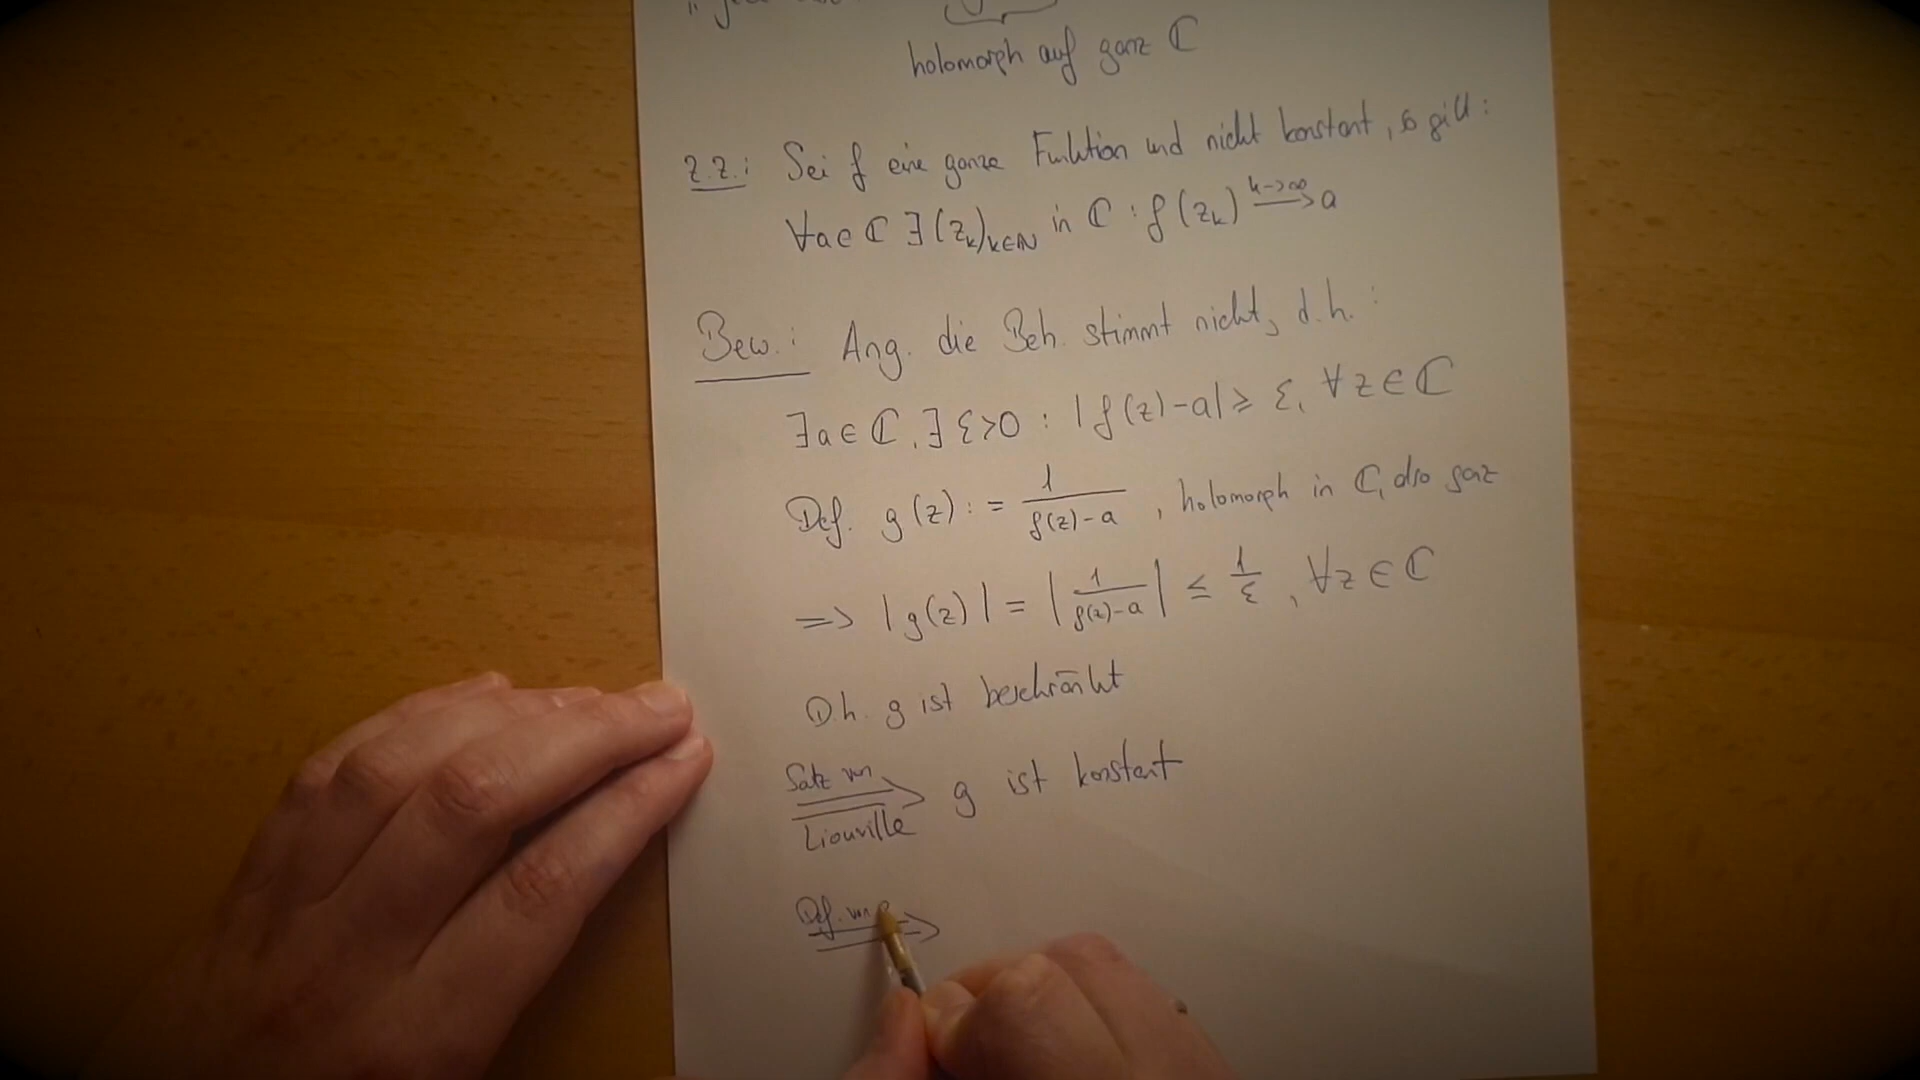 holomorph auf ganz ℂ
Z.Z.: Sei f eine ganze Funktion und nicht konstant, so gilt:
∀a∈ℂ ∃(z_k)_{k∈ℕ} in ℂ: f(z_k) —k→∞→ a
Bew.: Ang. die Beh. stimmt nicht, d.h.:
∃a∈ℂ, ∃ε>0 : |f(z)-a| ≥ ε, ∀z∈ℂ
Def. g(z) := 1/(f(z)-a), holomorph in ℂ, also ganz
=> |g(z)| = |1/(f(z)-a)| ≤ 1/ε, ∀z∈ℂ
D.h. g ist beschränkt
Satz von Liouville ⟹ g ist konstant
Def. von ⟹